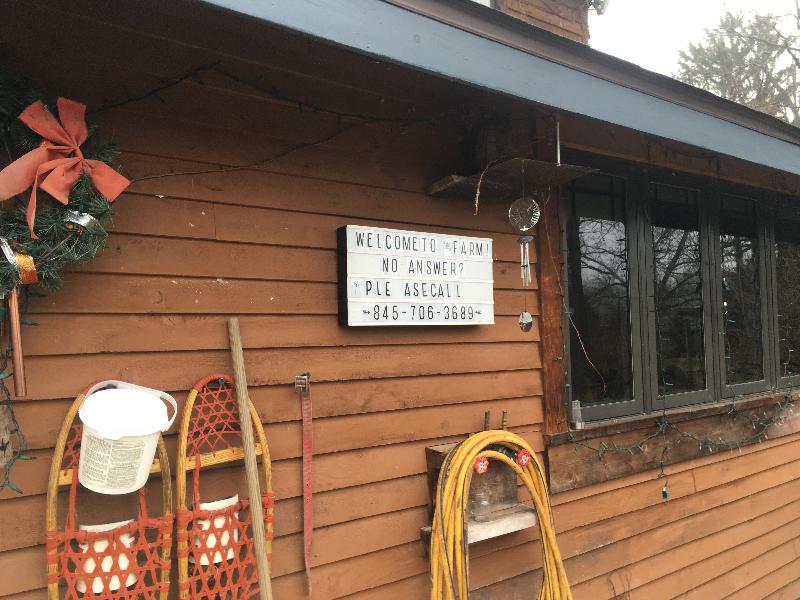 WELCOMETO FARM!
NO ANSWER?
PLE ASECALL
845-706-3689